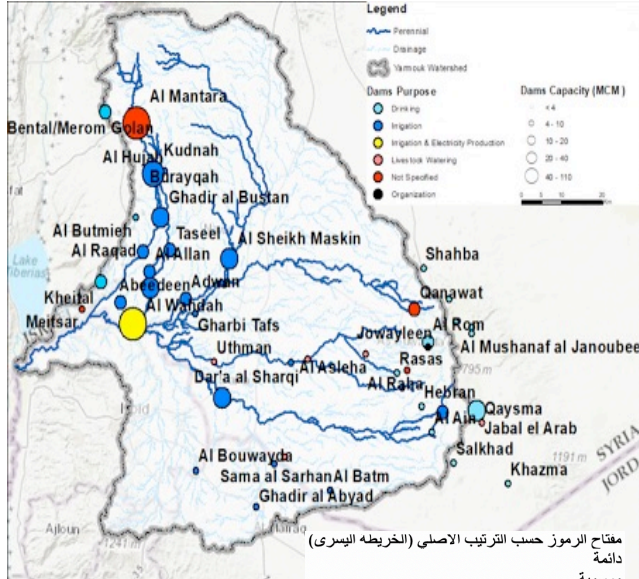 Legend
Perennial
Drainage
Yarmouk Watershed
Dams Purpose
Drinking
Irrigation
Irrigation & Electricity Production
Livestock Watering
Not Specified
Organization
Dams Capacity (MCM)
< 4
4 - 10
10 - 20
20 - 40
40 - 110
Al Mantara
Bental/Merom Golan
Al Hujah
Kudnah
Burayqah
Ghadir al Bustan
Al Butmieh
Taseel
Al Sheikh Maskin
Al Raqad
Al Allan
Lake
Tiberias
Shahba
Abeedeen
Adwan
Kheital
Al Wahdah
Qanawat
Meitsar
Gharbi Tafs
Al Rom
Jowayleen
Al Mushanaf al Janoubee
Uthman
Al Asleha
Rasas
795 m
Dar'a al Sharqi
Al Raha
Hebran
Qaysma
Al Ain
Jabal el Arab
Al Bouwayda
Salkhad
SYRIA
1191 m
JORD
Sama al Sarhan
Al Batm
Khazma
Ghadir al Abyad
Ajloun
1241 m
مفتاح الرموز حسب الترتيب الاصلي (الخريطه اليسرى)
دائمة